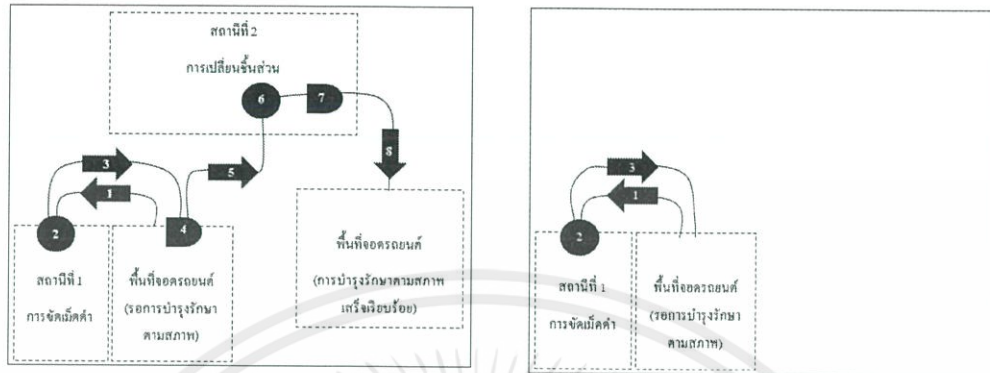 สถานีที่ 2
การเปลี่ยนชิ้นส่วน
6
7
3
5
8
1
2
4
สถานีที่ 1
การขัดเม็ดดำ
พื้นที่จอดรถยนต์
(รอการบำรุงรักษา
ตามสภาพ)
พื้นที่จอดรถยนต์
(การบำรุงรักษาตามสภาพ
เสร็จเรียบร้อย)
3
1
2
สถานีที่ 1
การขัดเม็ดดำ
พื้นที่จอดรถยนต์
(รอการบำรุงรักษา
ตามสภาพ)